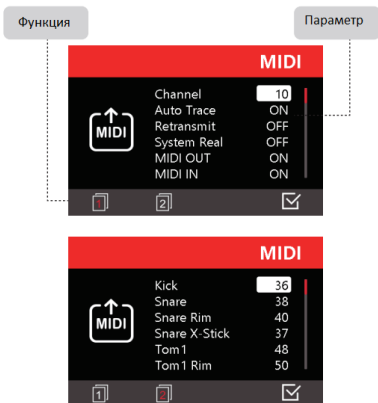 Функция
Параметр
MIDI
MIDI
Channel 10
Auto Trace ON
Retransmit OFF
System Real OFF
MIDI OUT ON
MIDI IN ON
1 2
MIDI
MIDI
Kick 36
Snare 38
Snare Rim 40
Snare X-Stick 37
Tom1 48
Tom1 Rim 50
1 2